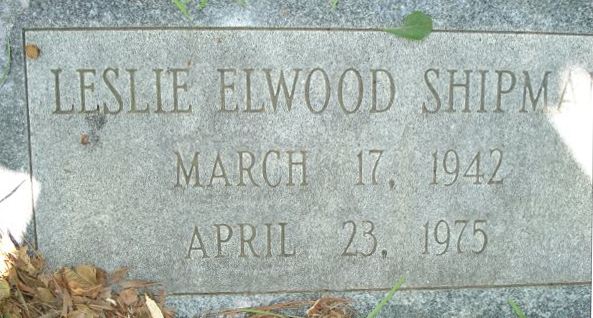 LESLIE ELWOOD SHIPMA
MARCH 17, 1942
APRIL 23, 1975